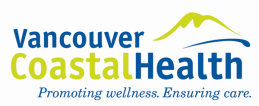 Vancouver
CoastalHealth
Promoting wellness. Ensuring care.